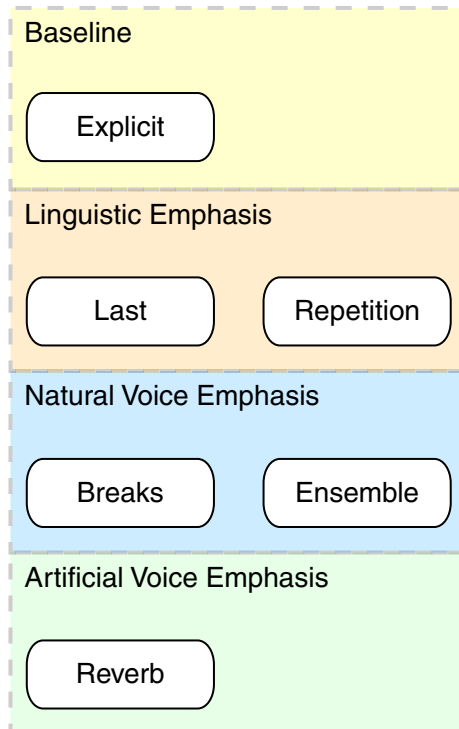 Baseline
Explicit
Linguistic Emphasis
Last Repetition
Natural Voice Emphasis
Breaks Ensemble
Artificial Voice Emphasis
Reverb